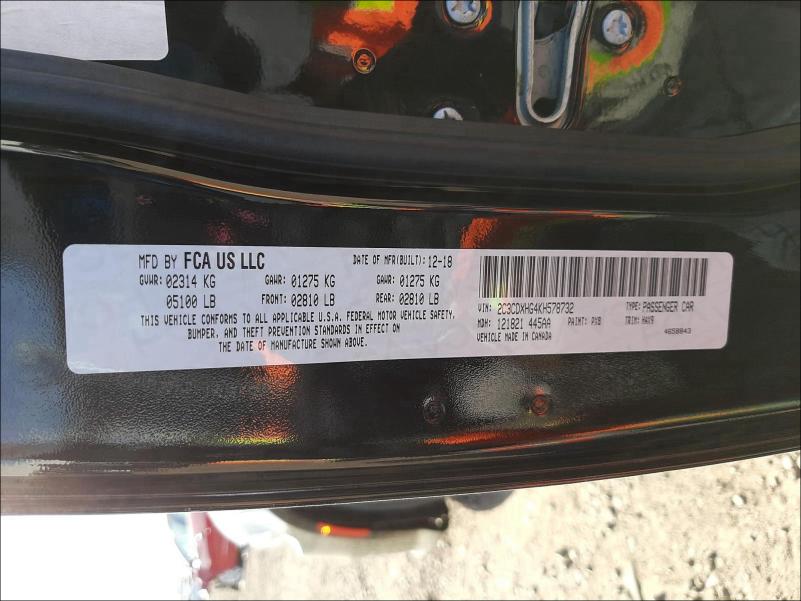 MFD BY FCA US LLC
DATE OF MFR(BUILT): 12-18
GVWR: 02314 KG GAWR: 01275 KG GAWR: 01275 KG
05100 LB FRONT: 02810 LB REAR: 02810 LB
THIS VEHICLE CONFORMS TO ALL APPLICABLE U.S.A. FEDERAL MOTOR VEHICLE SAFETY,
BUMPER, AND THEFT PREVENTION STANDARDS IN EFFECT ON
THE DATE OF MANUFACTURE SHOWN ABOVE.
VIN: 2C3CDXHG4KH578732 TYPE: PASSENGER CAR
MDH: 121821 445AA PAINT: PX8 TRIM: HAX9
VEHICLE MADE IN CANADA 4658843